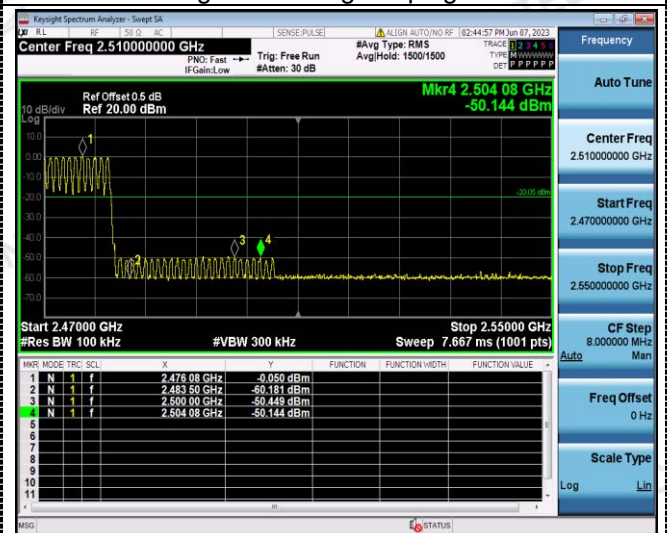 Keysight Spectrum Analyzer - Swept SA
RL RF 50 Ω AC SENSE:PULSE ALIGN AUTO/NO RF 02:44:57 PM Jun 07, 2023
Center Freq 2.510000000 GHz
PNO: Fast Trig: Free Run
IFGain:Low #Atten: 30 dB
#Avg Type: RMS
Avg|Hold: 1500/1500
TRACE 1 2 3 4 5 6
TYPE M W W W W W
DET P P P P P P
Ref Offset 0.5 dB
10 dB/div Ref 20.00 dBm
Log
Mkr4 2.504 08 GHz
-50.144 dBm
10.0
0.00
-10.0
-20.0
-30.0
-40.0
-50.0
-60.0
-70.0
1
2
3
4
-20.05 dBm
Start 2.47000 GHz Stop 2.55000 GHz
#Res BW 100 kHz #VBW 300 kHz Sweep 7.667 ms (1001 pts)
MKR MODE TRC SCL X Y FUNCTION FUNCTION WIDTH FUNCTION VALUE
1 N 1 f 2.476 08 GHz -0.050 dBm
2 N 1 f 2.483 50 GHz -60.181 dBm
3 N 1 f 2.500 00 GHz -50.449 dBm
4 N 1 f 2.504 08 GHz -50.144 dBm
5
6
7
8
9
10
11
MSG STATUS
Frequency
Auto Tune
Center Freq
2.510000000 GHz
Start Freq
2.470000000 GHz
Stop Freq
2.550000000 GHz
CF Step
8.000000 MHz
Auto Man
Freq Offset
0 Hz
Scale Type
Log Lin